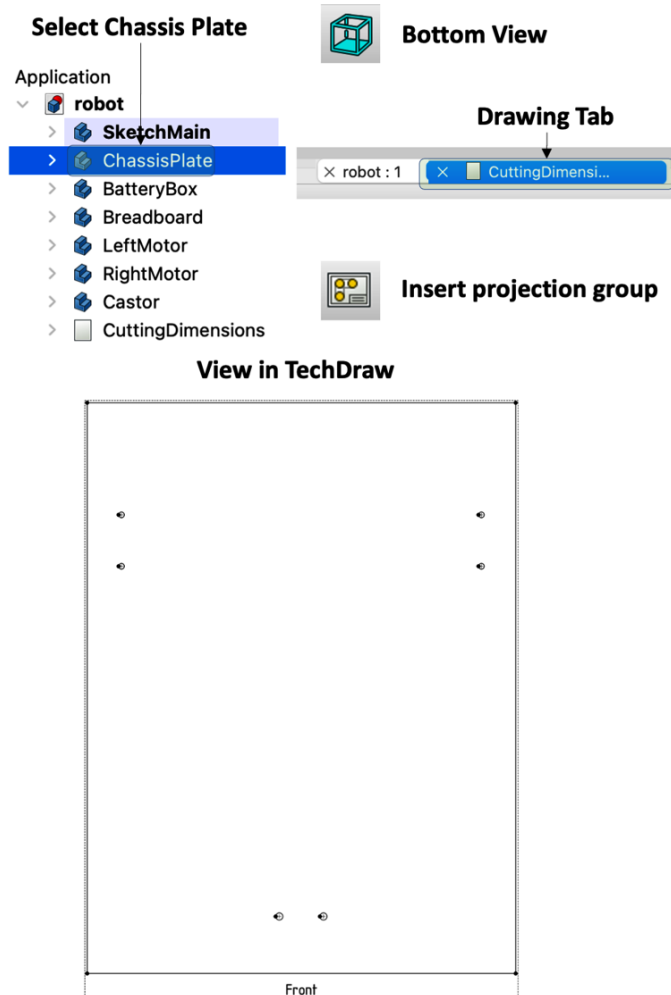 Select Chassis Plate
Bottom View
Application
robot
SketchMain
Drawing Tab
ChassisPlate
robot : 1
CuttingDimensi...
BatteryBox
Breadboard
LeftMotor
RightMotor
Insert projection group
Castor
CuttingDimensions
View in TechDraw
Front